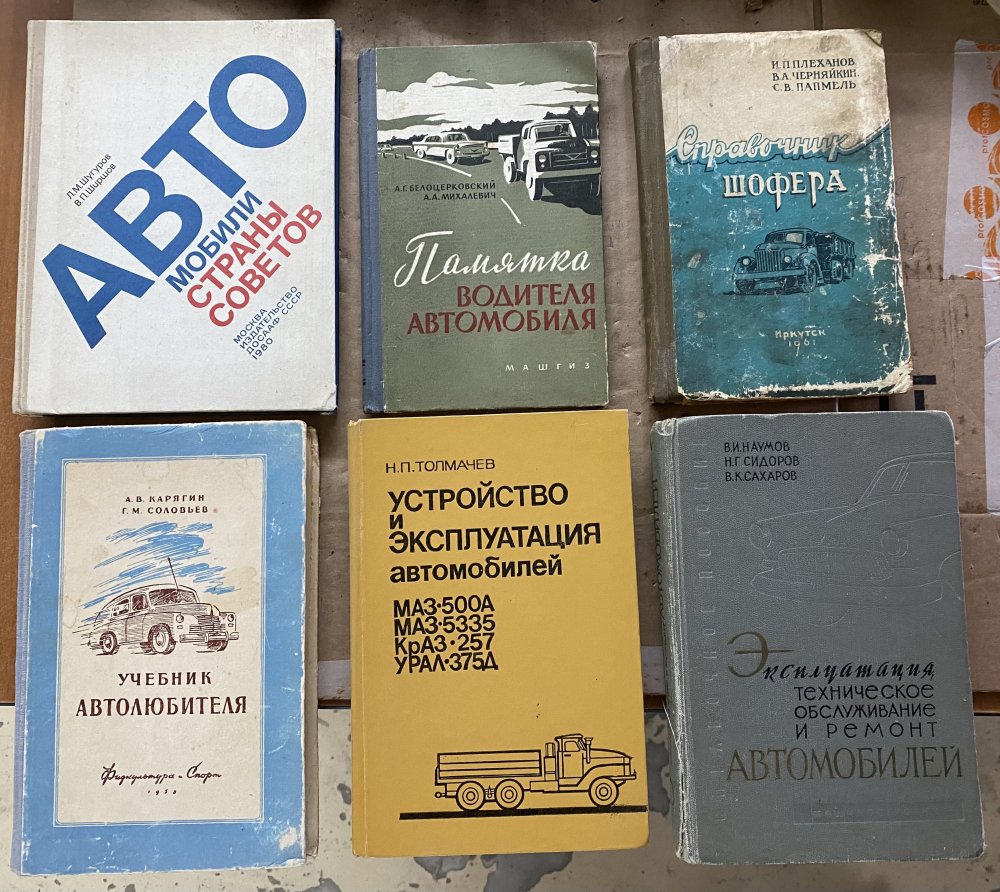 Л.М.Шугуров
В.П.Ширшов
АВТО
МОБИЛИ
СТРАНЫ
СОВЕТОВ
МОСКВА
ИЗДАТЕЛЬСТВО
ДОСААФ СССР
1980
А.Г.БЕЛОЦЕРКОВСКИЙ
А.А.МИХАЛЕВИЧ
Памятка
ВОДИТЕЛЯ
АВТОМОБИЛЯ
МАШГИЗ
И.П.ПЛЕХАНОВ,
В.А.ЧЕРНЯЙКИН,
С.В.ПАПМЕЛЬ
Справочник
ШОФЕРА
Иркутск
1961
А.В.КАРЯГИН
Г.М.СОЛОВЬЕВ
УЧЕБНИК
АВТОЛЮБИТЕЛЯ
Физкультура и Спорт
1950
Н.П.ТОЛМАЧЕВ
УСТРОЙСТВО
И
ЭКСПЛУАТАЦИЯ
автомобилей
МАЗ·500А
МАЗ·5335
КрАЗ·257
УРАЛ·375Д
В.И.НАУМОВ
Н.Г.СИДОРОВ
В.К.САХАРОВ
Эксплуатация,
ТЕХНИЧЕСКОЕ
ОБСЛУЖИВАНИЕ
И РЕМОНТ
АВТОМОБИЛЕЙ